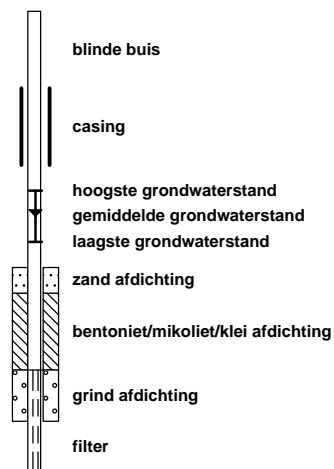 blinde buis
casing
hoogste grondwaterstand
gemiddelde grondwaterstand
laagste grondwaterstand
zand afdichting
bentoniet/mikoliet/klei afdichting
grind afdichting
filter